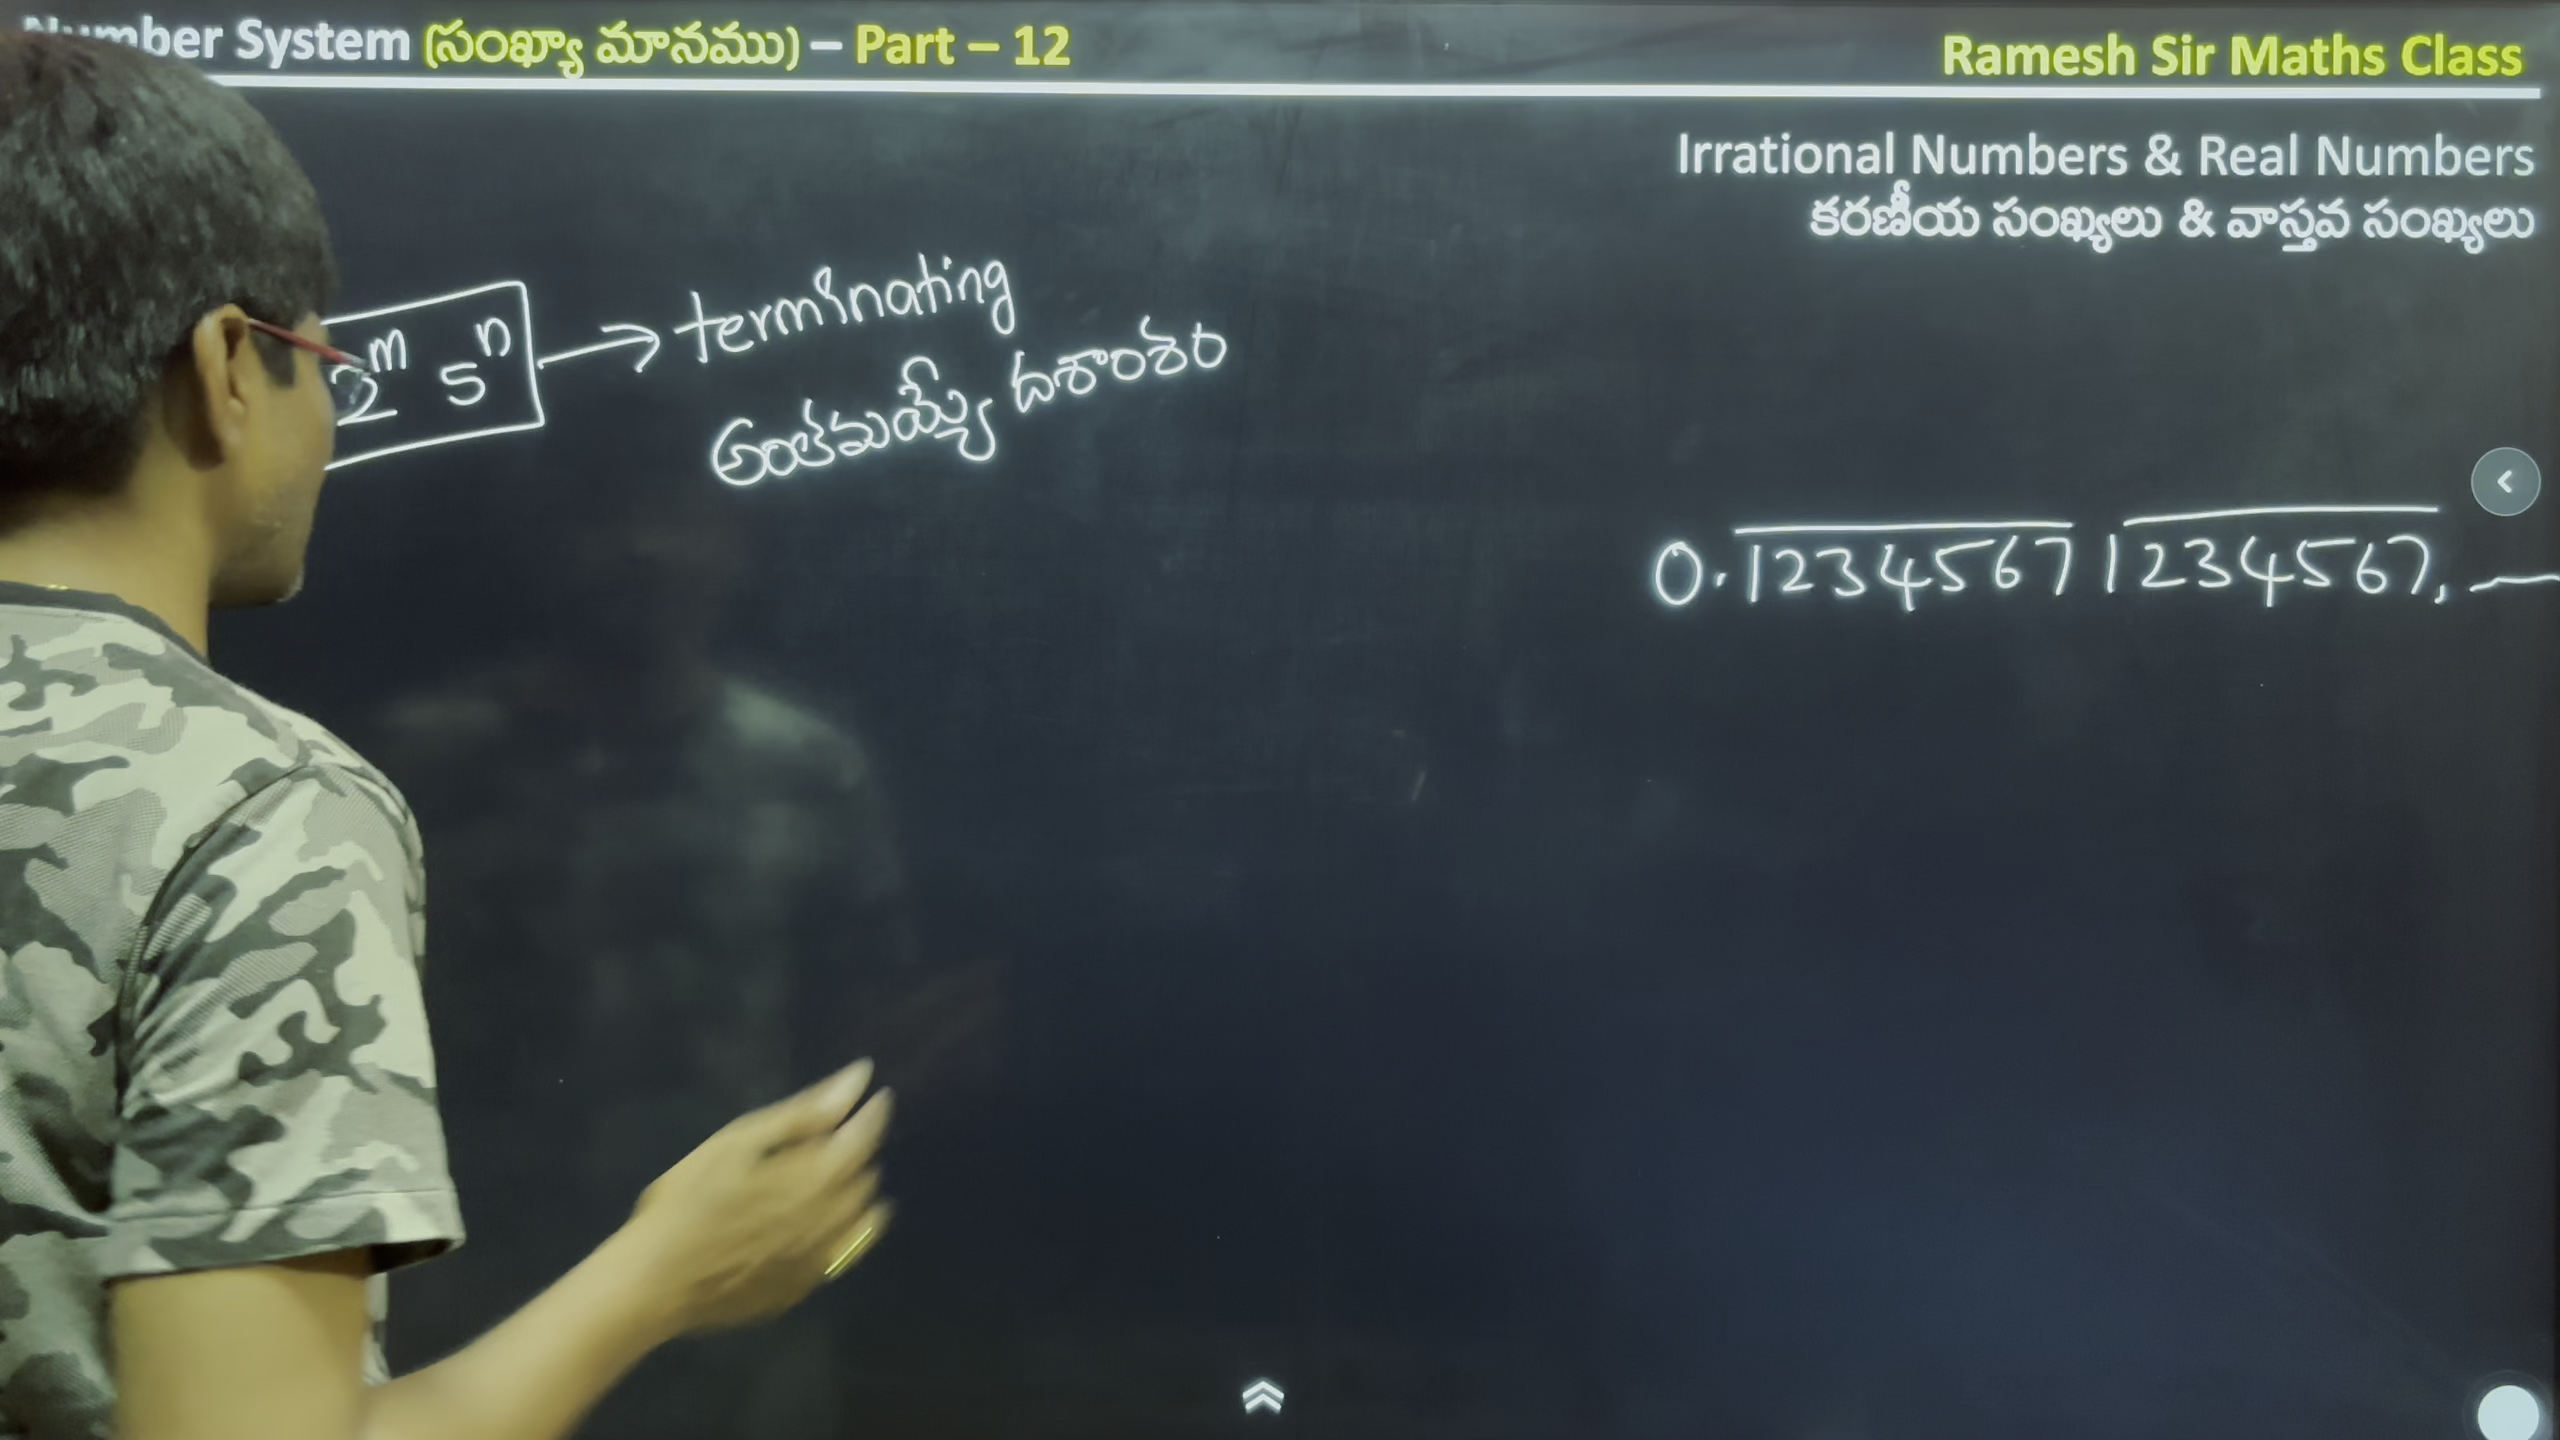 Number System (సంఖ్యా మానము) – Part – 12
Ramesh Sir Maths Class
Irrational Numbers & Real Numbers
కరణీయ సంఖ్యలు & వాస్తవ సంఖ్యలు
2^m 5^n → terminating
అంతమయ్యే దశాంశం
0.1234567 1234567, —